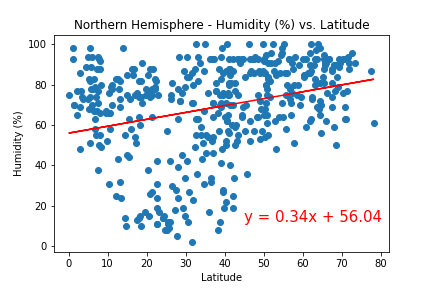 Northern Hemisphere - Humidity (%) vs. Latitude
100
80
60
40
20
0
Humidity (%)
y = 0.34x + 56.04
0 10 20 30 40 50 60 70 80
Latitude